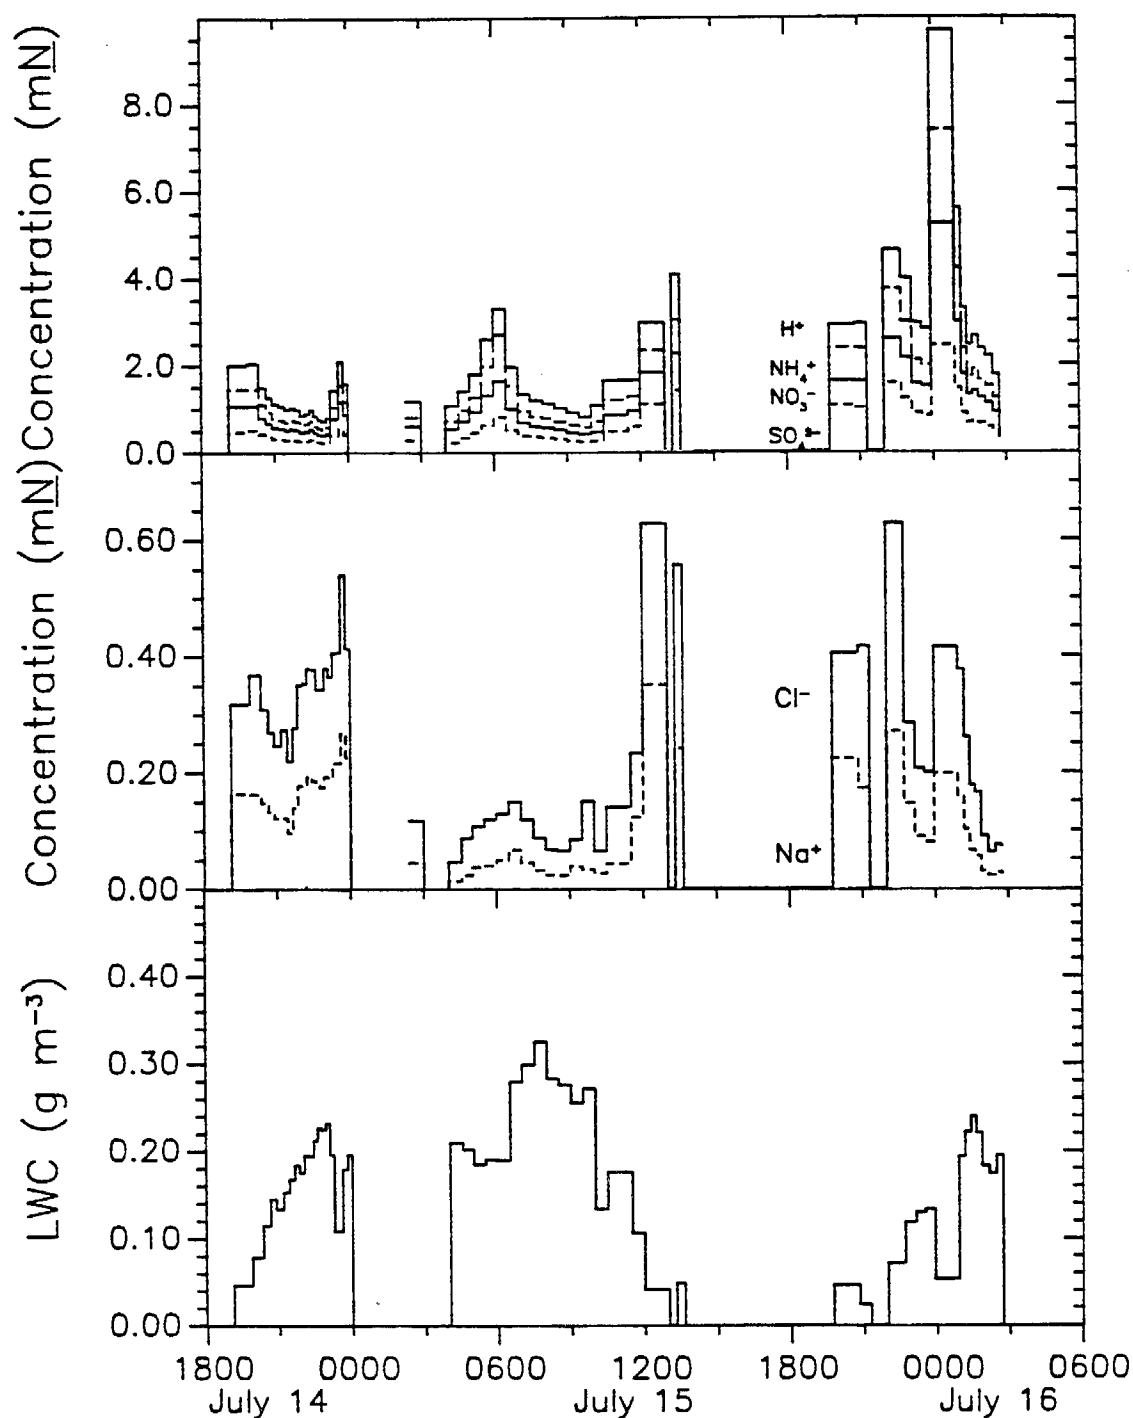 Concentration (mN)
8.0
6.0
4.0
2.0
0.0
H⁺
NH₄⁺
NO₃⁻
SO₄²⁻
Concentration (mN)
0.60
0.40
0.20
0.00
Cl⁻
Na⁺
LWC (g m⁻³)
0.40
0.30
0.20
0.10
0.00
1800 0000 0600 1200 1800 0000 0600
July 14 July 15 July 16